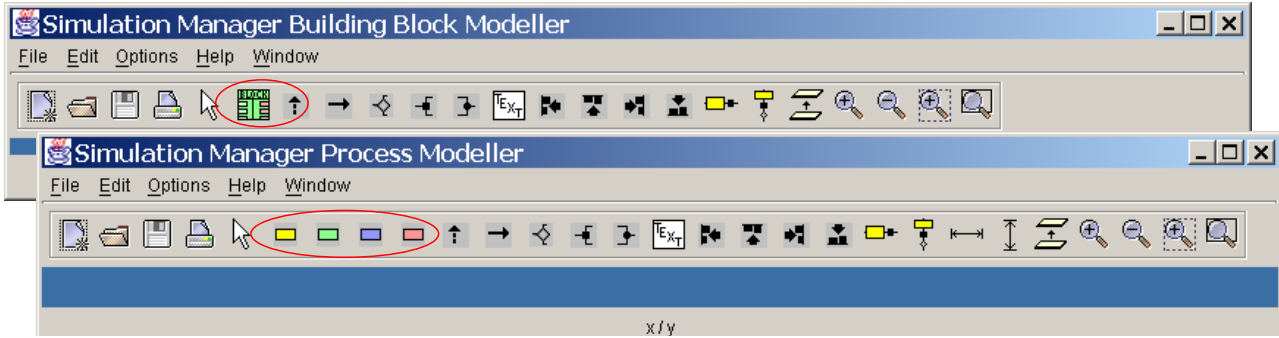 Simulation Manager Building Block Modeller
File Edit Options Help Window
BLOCK
TEXT
Simulation Manager Process Modeller
File Edit Options Help Window
TEXT
x / y